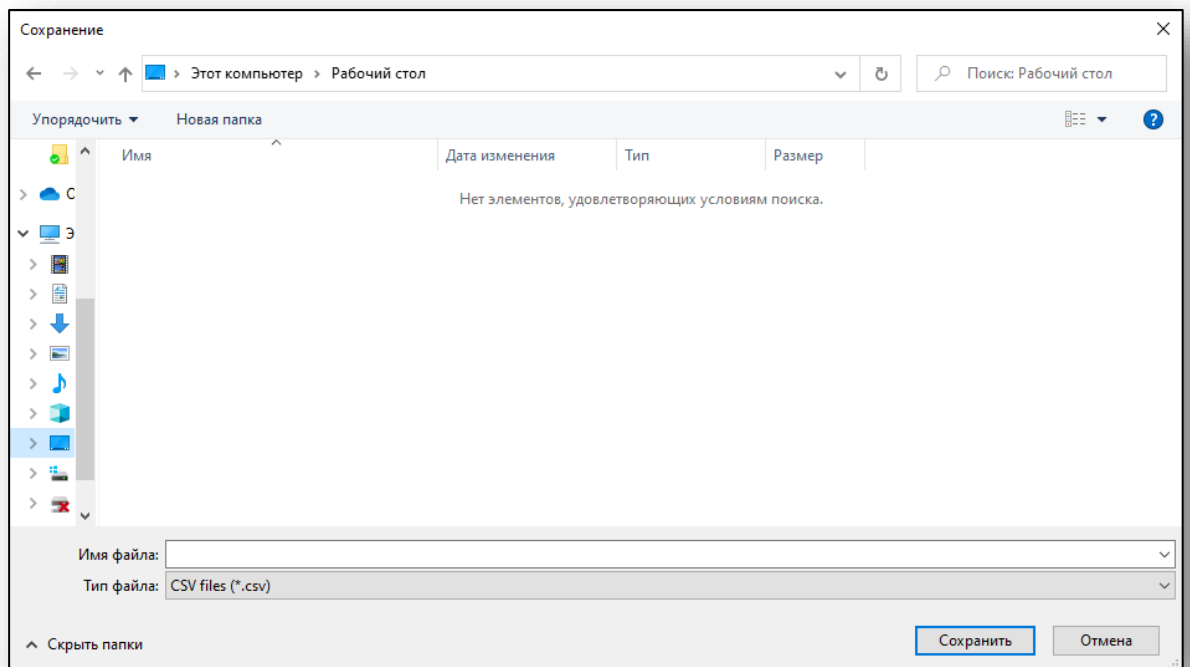 Сохранение
Этот компьютер › Рабочий стол
Поиск: Рабочий стол
Упорядочить Новая папка
Имя Дата изменения Тип Размер
Нет элементов, удовлетворяющих условиям поиска.
О
Э
Имя файла:
Тип файла: CSV files (*.csv)
Скрыть папки
Сохранить Отмена